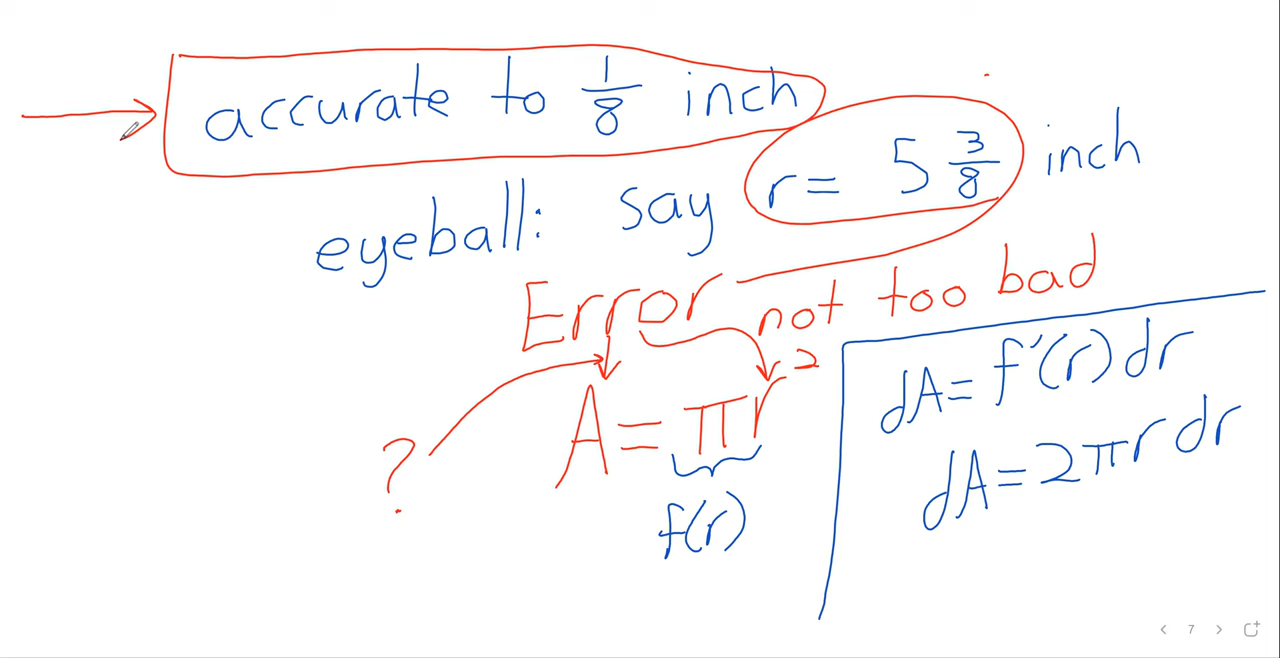 accurate to 1/8 inch
eyeball: say r = 5 3/8 inch
Error not too bad
? A = πr²
f(r)
dA = f'(r) dr
dA = 2πr dr
< 7 >